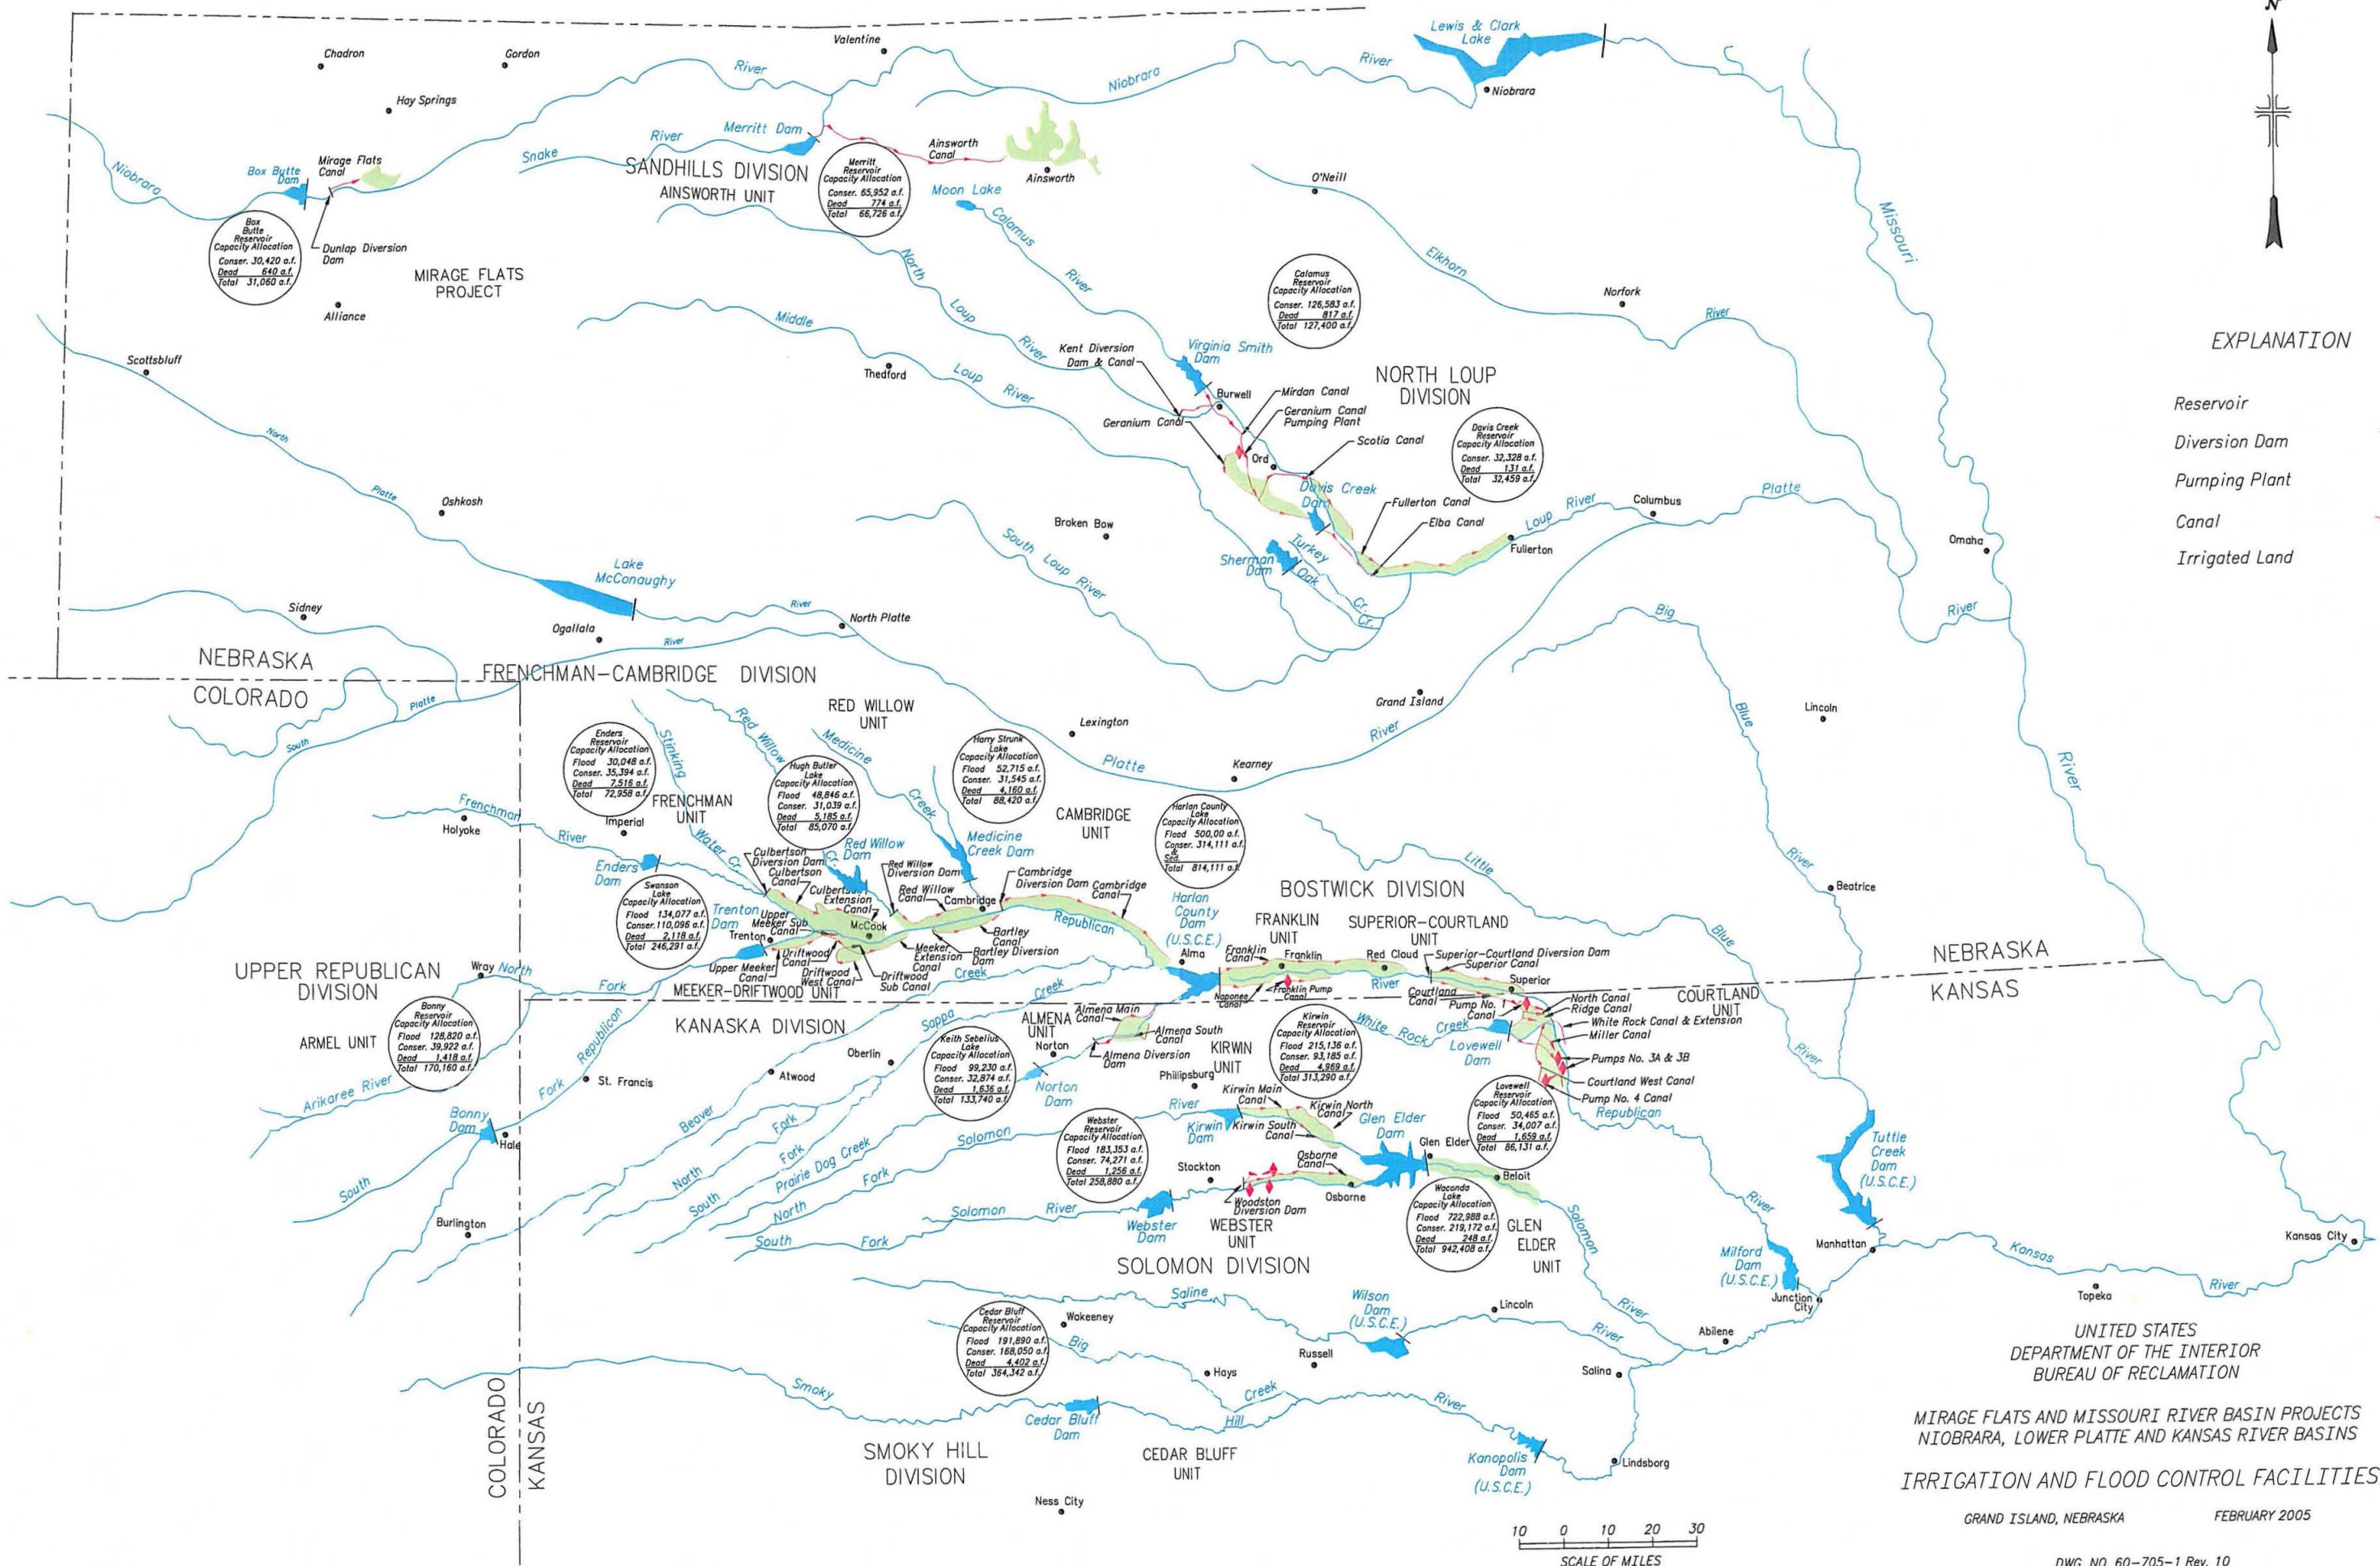 N
Lewis & Clark
Lake
Niobrara
Chadron
Gordon
Valentine
River
Niobrara
River
Hay Springs
Niobrara
Box Butte
Dam
Mirage Flats
Canal
Snake
River
Merritt Dam
SANDHILLS DIVISION
AINSWORTH UNIT
Ainsworth
Canal
Ainsworth
Merritt
Reservoir
Capacity Allocation
Conser. 65,952 a.f.
Dead 774 a.f.
Total 66,726 a.f.
Moon Lake
Calamus
River
O'Neill
Elkhorn
Norfork
River
Missouri
Box
Butte
Reservoir
Capacity Allocation
Conser. 30,420 a.f.
Dead 640 a.f.
Total 31,060 a.f.
Dunlap Diversion
Dam
MIRAGE FLATS
PROJECT
Alliance
Calamus
Reservoir
Capacity Allocation
Conser. 126,583 a.f.
Dead 817 a.f.
Total 127,400 a.f.
North
Loup
River
Middle
Loup
River
Thedford
Scottsbluff
Kent Diversion
Dam & Canal
Virginia Smith
Dam
Burwell
Mirdan Canal
Geranium Canal
Pumping Plant
Geranium Canal
Scotia Canal
Ord
NORTH LOUP
DIVISION
Davis Creek
Reservoir
Capacity Allocation
Conser. 32,328 a.f.
Dead 131 a.f.
Total 32,459 a.f.
Davis Creek
Dam
Fullerton Canal
Elba Canal
Loup River
Fullerton
Columbus
Platte
River
Omaha
EXPLANATION
Reservoir
Diversion Dam
Pumping Plant
Canal
Irrigated Land
North
Platte
Oshkosh
Broken Bow
South Loup River
Sherman
Dam
Turkey
Cr.
Oak
Cr.
Lake
McConaughy
Sidney
Ogallala
River
River
North Platte
NEBRASKA
COLORADO
FRENCHMAN-CAMBRIDGE DIVISION
South
Platte
Grand Island
Big
Blue
River
Lincoln
Lexington
Platte
Kearney
River
River
Beatrice
RED WILLOW
UNIT
Stinking
Water Cr.
Red Willow
Cr.
Medicine
Creek
Enders
Reservoir
Capacity Allocation
Flood 30,048 a.f.
Conser. 35,394 a.f.
Dead 7,516 a.f.
Total 72,958 a.f.
Hugh Butler
Lake
Capacity Allocation
Flood 48,846 a.f.
Conser. 31,039 a.f.
Dead 5,185 a.f.
Total 85,070 a.f.
Harry Strunk
Lake
Capacity Allocation
Flood 52,715 a.f.
Conser. 31,545 a.f.
Dead 4,160 a.f.
Total 88,420 a.f.
CAMBRIDGE
UNIT
Harlan County
Lake
Capacity Allocation
Flood 500,00 a.f.
Conser. 314,111 a.f.
&
Sed.
Total 814,111 a.f.
Frenchman
River
Holyoke
Imperial
FRENCHMAN
UNIT
Enders
Dam
Culbertson
Diversion Dam
Culbertson
Canal
Culbertson
Extension
Canal
Red Willow
Dam
Red Willow
Diversion Dam
Red Willow
Canal
Medicine
Creek Dam
Cambridge
Cambridge
Diversion Dam
Cambridge
Canal
Republican
Harlan
County
Dam
(U.S.C.E.)
Alma
Swanson
Lake
Capacity Allocation
Flood 134,077 a.f.
Conser. 110,096 a.f.
Dead 2,118 a.f.
Total 246,291 a.f.
Trenton
Dam
Trenton
Upper
Meeker Sub
Canal
McCook
Upper Meeker
Canal
Driftwood
Canal
Driftwood
West Canal
Driftwood
Sub Canal
Meeker
Extension
Canal
Bartley
Canal
Bartley Diversion
Dam
MEEKER-DRIFTWOOD UNIT
BOSTWICK DIVISION
FRANKLIN
UNIT
SUPERIOR-COURTLAND
UNIT
Little
Blue
River
Franklin
Canal
Franklin
Red Cloud
Superior-Courtland Diversion Dam
Superior Canal
Superior
Naponee
Canal
Franklin Pump
Canal
River
Courtland
Canal
Pump No. 1
Canal
North Canal
Ridge Canal
COURTLAND
UNIT
White Rock Canal & Extension
Miller Canal
Pumps No. 3A & 3B
Courtland West Canal
Pump No. 4 Canal
Republican
River
White Rock
Creek
Lovewell
Dam
NEBRASKA
KANSAS
UPPER REPUBLICAN
DIVISION
Wray
North
Fork
Republican
ARMEL UNIT
Bonny
Reservoir
Capacity Allocation
Flood 128,820 a.f.
Conser. 39,922 a.f.
Dead 1,418 a.f.
Total 170,160 a.f.
Arikaree River
Bonny
Dam
Hale
South
Fork
St. Francis
Burlington
KANASKA DIVISION
Atwood
Oberlin
Beaver
Creek
Sappa
Creek
North
Fork
South
Fork
Prairie Dog Creek
ALMENA
UNIT
Almena Main
Canal
Almena South
Canal
Almena Diversion
Dam
Norton
Norton
Dam
Keith Sebelius
Lake
Capacity Allocation
Flood 99,230 a.f.
Conser. 32,874 a.f.
Dead 1,636 a.f.
Total 133,740 a.f.
KIRWIN
UNIT
Phillipsburg
Kirwin
Reservoir
Capacity Allocation
Flood 215,136 a.f.
Conser. 93,185 a.f.
Dead 4,969 a.f.
Total 313,290 a.f.
Kirwin Main
Canal
Kirwin North
Canal
Kirwin South
Canal
Kirwin
Dam
North
Fork
Solomon
River
Lovewell
Reservoir
Capacity Allocation
Flood 50,465 a.f.
Conser. 34,007 a.f.
Dead 1,659 a.f.
Total 86,131 a.f.
Webster
Reservoir
Capacity Allocation
Flood 183,353 a.f.
Conser. 74,271 a.f.
Dead 1,256 a.f.
Total 258,880 a.f.
Glen Elder
Dam
Glen Elder
Beloit
Stockton
Osborne
Canal
Osborne
Woodston
Diversion Dam
WEBSTER
UNIT
Webster
Dam
South
Fork
Solomon
River
Waconda
Lake
Capacity Allocation
Flood 722,988 a.f.
Conser. 219,172 a.f.
Dead 248 a.f.
Total 942,408 a.f.
GLEN
ELDER
UNIT
SOLOMON DIVISION
Solomon
River
Tuttle
Creek
Dam
(U.S.C.E.)
Milford
Dam
(U.S.C.E.)
Manhattan
Junction
City
Kansas
River
Kansas City
Topeka
Saline
River
Wilson
Dam
(U.S.C.E.)
Lincoln
Russell
Abilene
Salina
Cedar Bluff
Reservoir
Capacity Allocation
Flood 191,890 a.f.
Conser. 168,050 a.f.
Dead 4,402 a.f.
Total 364,342 a.f.
Wakeeney
Big
Creek
Hays
Smoky
Hill
River
Cedar Bluff
Dam
Kanopolis
Dam
(U.S.C.E.)
Lindsborg
SMOKY HILL
DIVISION
CEDAR BLUFF
UNIT
Ness City
COLORADO
KANSAS
10 0 10 20 30
SCALE OF MILES
UNITED STATES
DEPARTMENT OF THE INTERIOR
BUREAU OF RECLAMATION
MIRAGE FLATS AND MISSOURI RIVER BASIN PROJECTS
NIOBRARA, LOWER PLATTE AND KANSAS RIVER BASINS
IRRIGATION AND FLOOD CONTROL FACILITIES
GRAND ISLAND, NEBRASKA FEBRUARY 2005
DWG. NO. 60-705-1 Rev. 10